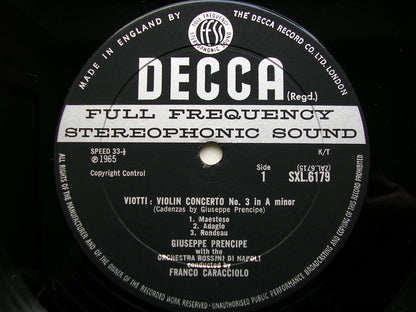 MADE IN ENGLAND BY
THE DECCA RECORD CO. LTD. LONDON
FULL FREQUENCY
ffss
STEREOPHONIC SOUND
DECCA (Regd.)
FULL FREQUENCY
STEREOPHONIC SOUND
SPEED 33⅓
K/T
℗ 1965
(ZAL.6715)
Copyright Control
Side
1
SXL.6179
VIOTTI: VIOLIN CONCERTO No. 3 in A minor
(Cadenzas by Giuseppe Prencipe)
1. Maestoso
2. Adagio
3. Rondeau
GIUSEPPE PRENCIPE
with the
ORCHESTRA ROSSINI DI NAPOLI
conducted by
FRANCO CARACCIOLO
ALL RIGHTS OF THE MANUFACTURER AND OF THE OWNER OF THE RECORDED WORK RESERVED - UNAUTHORISED PUBLIC PERFORMANCE BROADCASTING AND COPYING OF THIS RECORD PROHIBITED